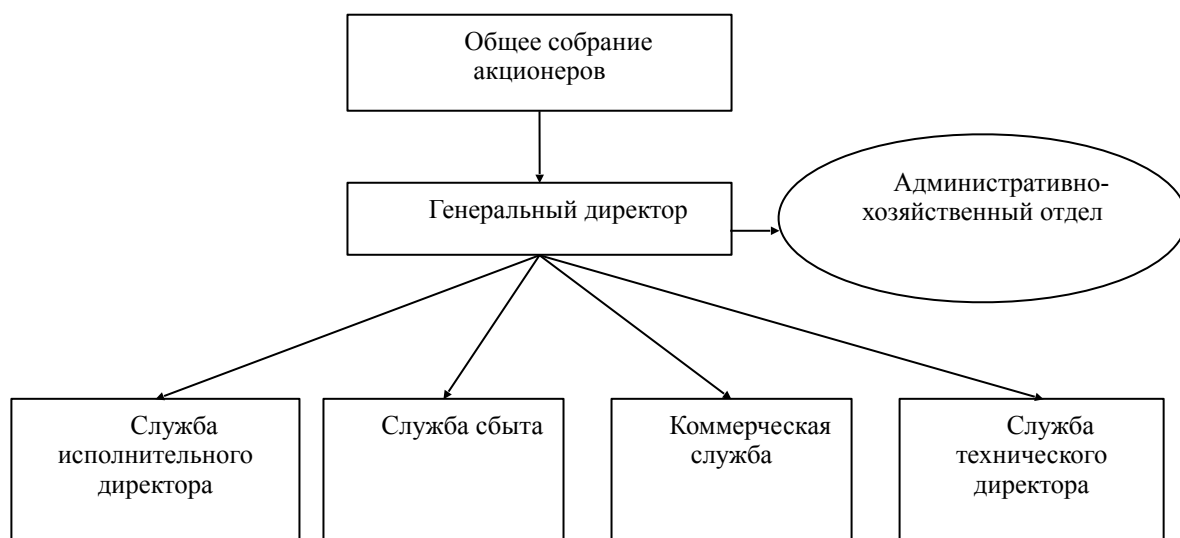 Общее собрание
акционеров
Генеральный директор
Административно-
хозяйственный отдел
Служба
исполнительного
директора
Служба сбыта
Коммерческая
служба
Служба
технического
директора